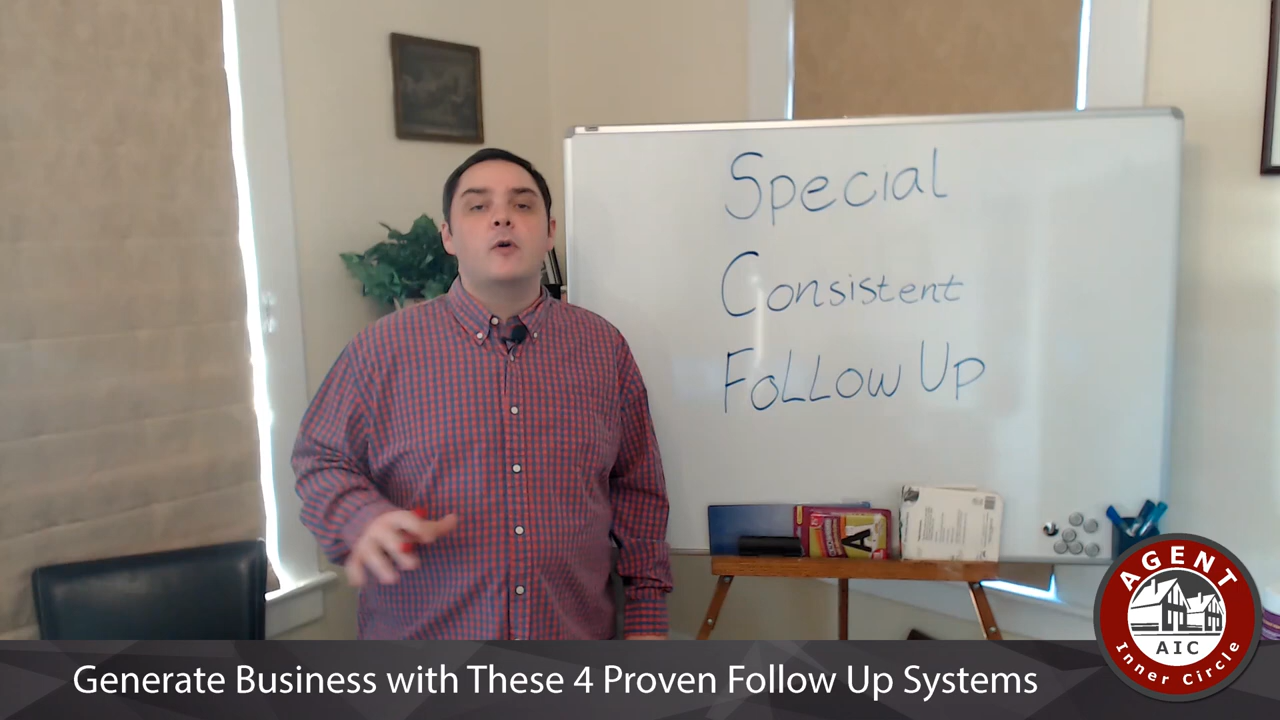 Special
Consistent
Follow Up
A
Generate Business with These 4 Proven Follow Up Systems
AGENT
AIC
Inner Circle